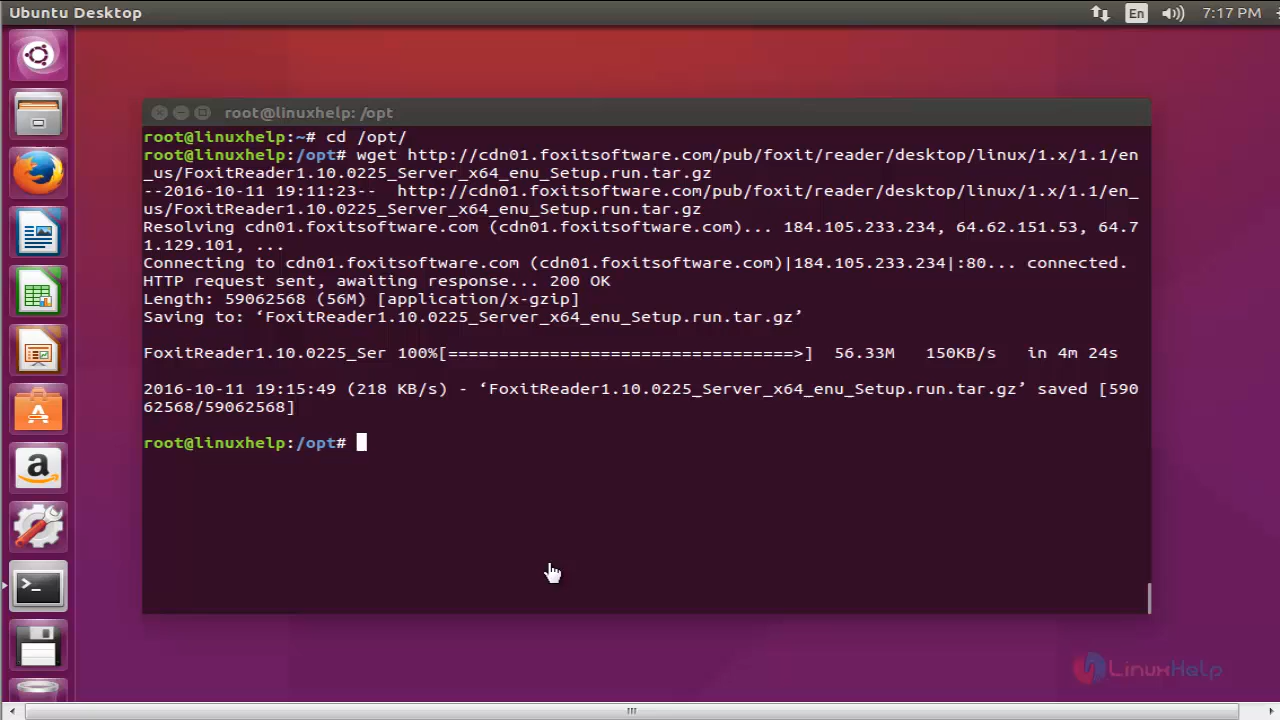 Ubuntu Desktop
En
7:17 PM
root@linuxhelp: /opt
root@linuxhelp:~# cd /opt/
root@linuxhelp:/opt# wget http://cdn01.foxitsoftware.com/pub/foxit/reader/desktop/linux/1.x/1.1/en
_us/FoxitReader1.10.0225_Server_x64_enu_Setup.run.tar.gz
--2016-10-11 19:11:23--  http://cdn01.foxitsoftware.com/pub/foxit/reader/desktop/linux/1.x/1.1/en_
us/FoxitReader1.10.0225_Server_x64_enu_Setup.run.tar.gz
Resolving cdn01.foxitsoftware.com (cdn01.foxitsoftware.com)... 184.105.233.234, 64.62.151.53, 64.7
1.129.101, ...
Connecting to cdn01.foxitsoftware.com (cdn01.foxitsoftware.com)|184.105.233.234|:80... connected.
HTTP request sent, awaiting response... 200 OK
Length: 59062568 (56M) [application/x-gzip]
Saving to: ‘FoxitReader1.10.0225_Server_x64_enu_Setup.run.tar.gz’
FoxitReader1.10.0225_Ser 100%[==================================>]  56.33M   150KB/s   in 4m 24s
2016-10-11 19:15:49 (218 KB/s) - ‘FoxitReader1.10.0225_Server_x64_enu_Setup.run.tar.gz’ saved [590
62568/59062568]
root@linuxhelp:/opt#
LinuxHelp